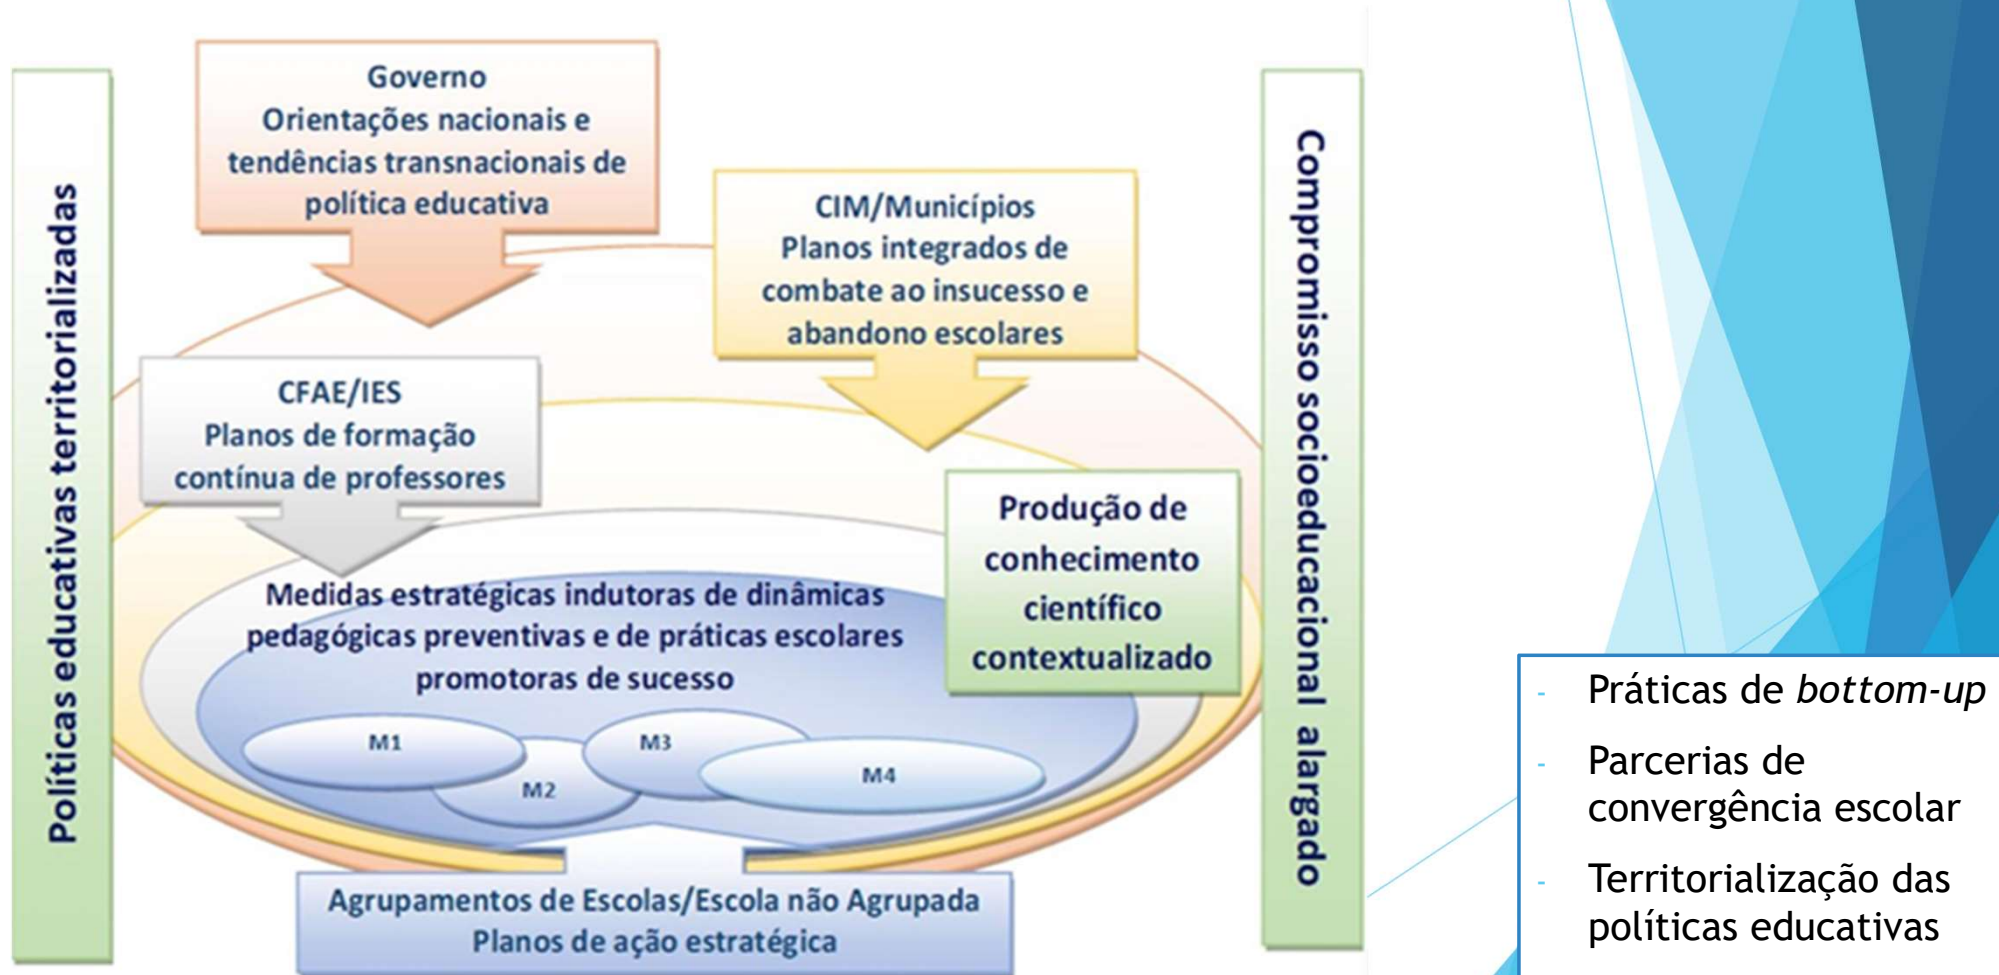 Políticas educativas territorializadas
Governo
Orientações nacionais e
tendências transnacionais de
política educativa
CIM/Municípios
Planos integrados de
combate ao insucesso e
abandono escolares
CFAE/IES
Planos de formação
contínua de professores
Produção de
conhecimento
científico
contextualizado
Medidas estratégicas indutoras de dinâmicas
pedagógicas preventivas e de práticas escolares
promotoras de sucesso
M1
M2
M3
M4
Agrupamentos de Escolas/Escola não Agrupada
Planos de ação estratégica
Compromisso socioeducacional alargado
- Práticas de bottom-up
- Parcerias de
convergência escolar
- Territorialização das
políticas educativas